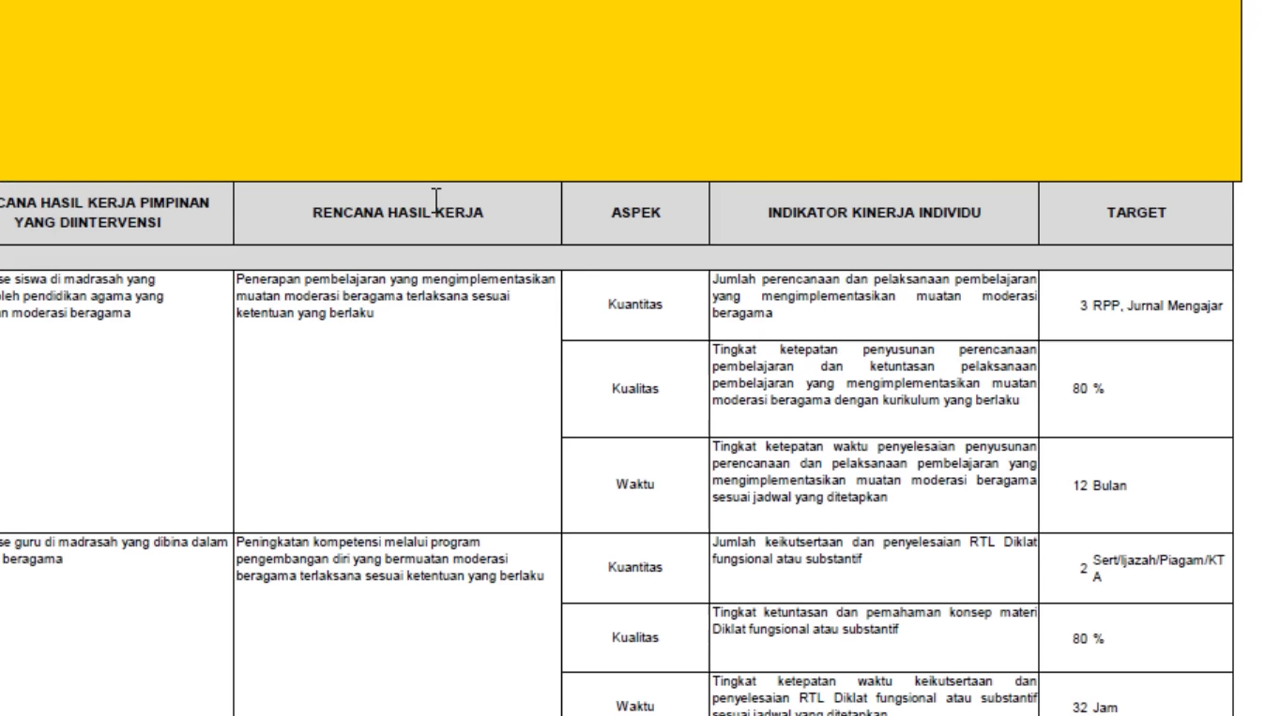 HASIL KERJA PIMPINAN
YANG DIINTERVENSI
RENCANA HASIL KERJA
ASPEK
INDIKATOR KINERJA INDIVIDU
TARGET
siswa di madrasah yang
pendidikan agama yang
moderasi beragama
Penerapan pembelajaran yang mengimplementasikan
muatan moderasi beragama terlaksana sesuai
ketentuan yang berlaku
Kuantitas
Jumlah perencanaan dan pelaksanaan pembelajaran
yang mengimplementasikan muatan moderasi
beragama
3 RPP, Jurnal Mengajar
Kualitas
Tingkat ketepatan penyusunan perencanaan
pembelajaran dan ketuntasan pelaksanaan
pembelajaran yang mengimplementasikan muatan
moderasi beragama dengan kurikulum yang berlaku
80 %
Waktu
Tingkat ketepatan waktu penyelesaian penyusunan
perencanaan dan pelaksanaan pembelajaran yang
mengimplementasikan muatan moderasi beragama
sesuai jadwal yang ditetapkan
12 Bulan
guru di madrasah yang dibina dalam
beragama
Peningkatan kompetensi melalui program
pengembangan diri yang bermuatan moderasi
beragama terlaksana sesuai ketentuan yang berlaku
Kuantitas
Jumlah keikutsertaan dan penyelesaian RTL Diklat
fungsional atau substantif
2 Sert/Ijazah/Piagam/KT
A
Kualitas
Tingkat ketuntasan dan pemahaman konsep materi
Diklat fungsional atau substantif
80 %
Waktu
Tingkat ketepatan waktu keikutsertaan dan
penyelesaian RTL Diklat fungsional atau substantif
sesuai jadwal yang ditetapkan
32 Jam